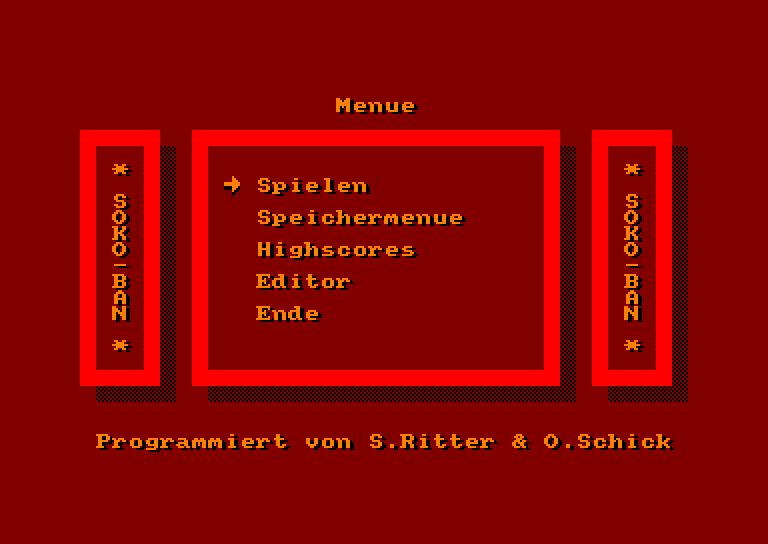 Menue
* SOKO-BAN *
→ Spielen
Speichermenue
Highscores
Editor
Ende
* SOKO-BAN *
Programmiert von S.Ritter & O.Schick